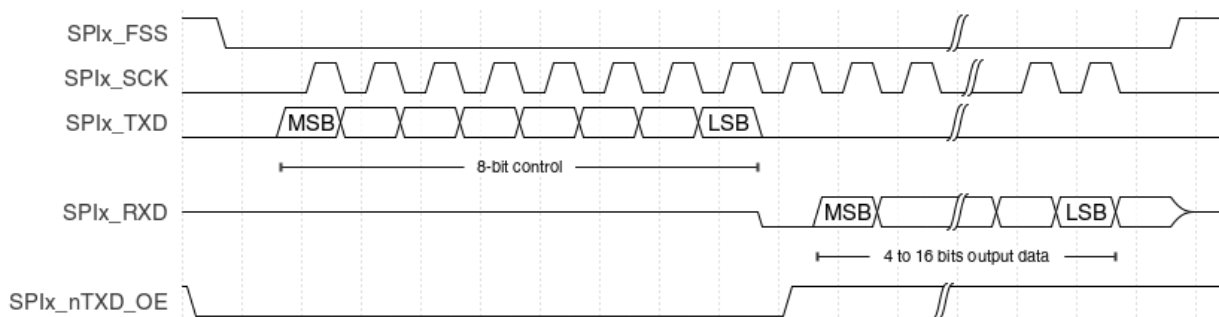 SPIx_FSS
SPIx_SCK
SPIx_TXD MSB LSB
8-bit control
SPIx_RXD MSB LSB
4 to 16 bits output data
SPIx_nTXD_OE